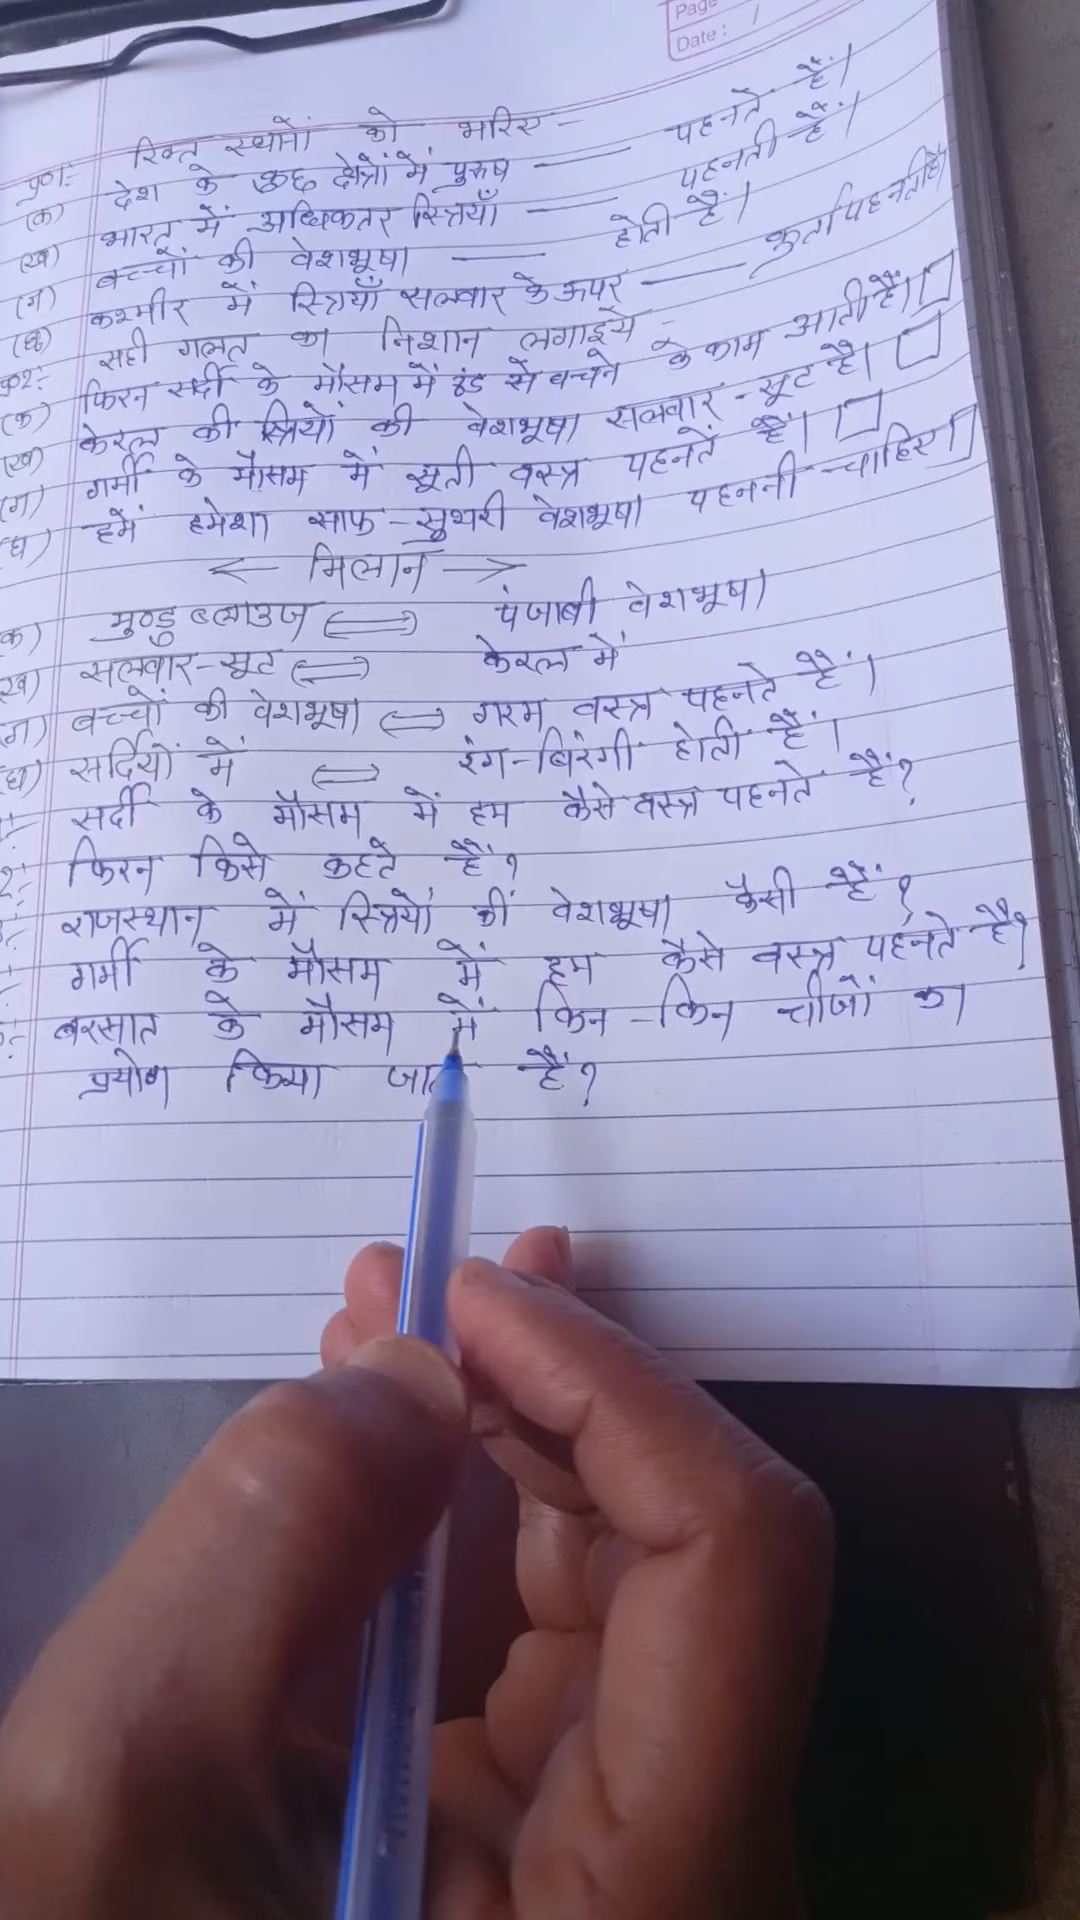 Page
Date : /
प्र01:- रिक्त स्थानों को भरिए -
(क) देश के कुछ क्षेत्रों में पुरुष —— पहनते हैं।
(ख) भारत में अधिकतर स्त्रियाँ —— पहनती हैं।
(ग) बच्चों की वेशभूषा —— होती है।
(घ) कश्मीर में स्त्रियाँ सलवार के ऊपर —— कुर्ता पहनती हैं
प्र02:- सही गलत का निशान लगाइये -
(क) फिरन सर्दी के मौसम में ठंड से बचने के काम आती है। □
(ख) केरल की स्त्रियों की वेशभूषा सलवार - सूट है। □
(ग) गर्मी के मौसम में सूती वस्त्र पहनतें हैं। □
(घ) हमें हमेशा साफ - सुथरी वेशभूषा पहननी चाहिए। □
← मिलान →
क) मुण्डु ब्लाउज ⟺ पंजाबी वेशभूषा
ख) सलवार-सूट ⟺ केरल में
ग) बच्चों की वेशभूषा ⟺ गरम वस्त्र पहनते हैं।
घ) सर्दियों में ⟺ रंग-बिरंगी होती हैं।
सर्दी के मौसम में हम कैसे वस्त्र पहनते हैं?
2:- फिरन किसे कहते हैं?
राजस्थान में स्त्रियों कीं वेशभूषा कैसी हैं?
गर्मी के मौसम में हम कैसे वस्त्र पहनते हैं?
बरसात के मौसम में किन - किन चीजों का
प्रयोग किया हैं?